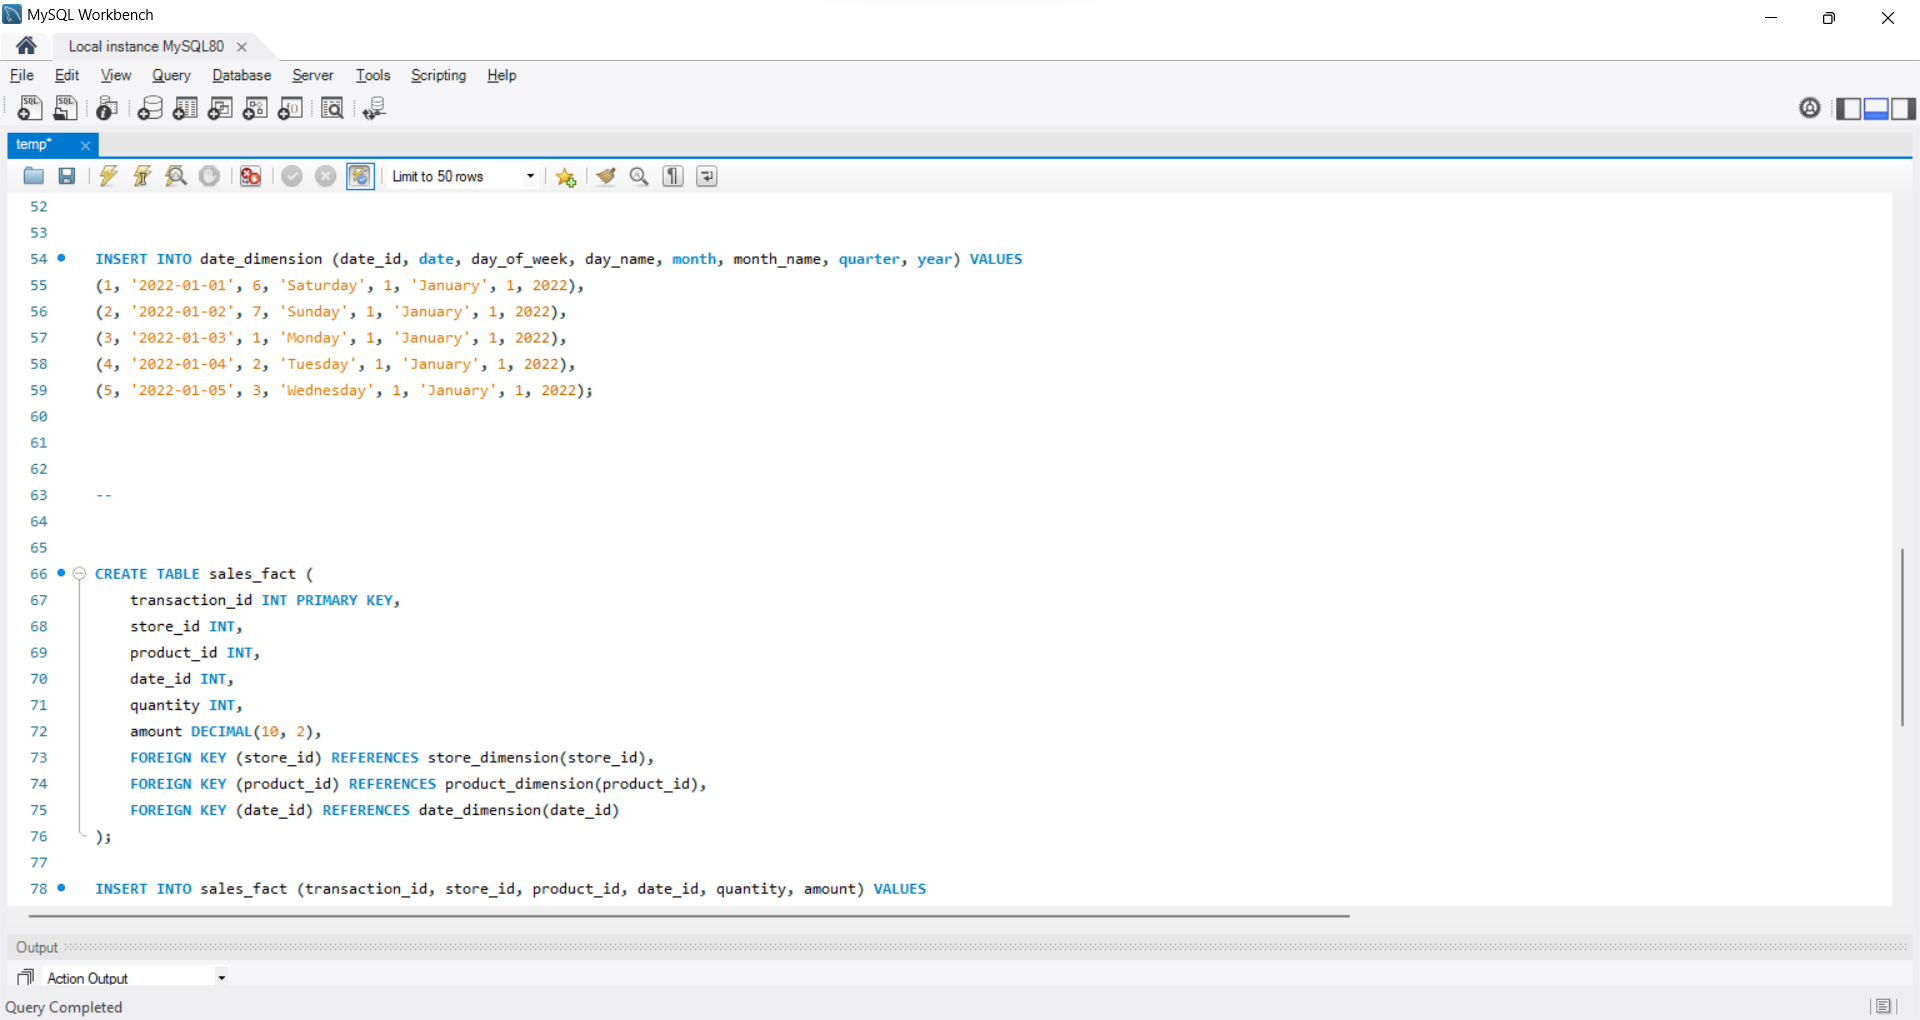 MySQL Workbench
Local instance MySQL80
File Edit View Query Database Server Tools Scripting Help
temp*
Limit to 50 rows
52
53
54 INSERT INTO date_dimension (date_id, date, day_of_week, day_name, month, month_name, quarter, year) VALUES
55 (1, '2022-01-01', 6, 'Saturday', 1, 'January', 1, 2022),
56 (2, '2022-01-02', 7, 'Sunday', 1, 'January', 1, 2022),
57 (3, '2022-01-03', 1, 'Monday', 1, 'January', 1, 2022),
58 (4, '2022-01-04', 2, 'Tuesday', 1, 'January', 1, 2022),
59 (5, '2022-01-05', 3, 'Wednesday', 1, 'January', 1, 2022);
60
61
62
63 --
64
65
66 CREATE TABLE sales_fact (
67 transaction_id INT PRIMARY KEY,
68 store_id INT,
69 product_id INT,
70 date_id INT,
71 quantity INT,
72 amount DECIMAL(10, 2),
73 FOREIGN KEY (store_id) REFERENCES store_dimension(store_id),
74 FOREIGN KEY (product_id) REFERENCES product_dimension(product_id),
75 FOREIGN KEY (date_id) REFERENCES date_dimension(date_id)
76 );
77
78 INSERT INTO sales_fact (transaction_id, store_id, product_id, date_id, quantity, amount) VALUES
Output
Action Output
Query Completed